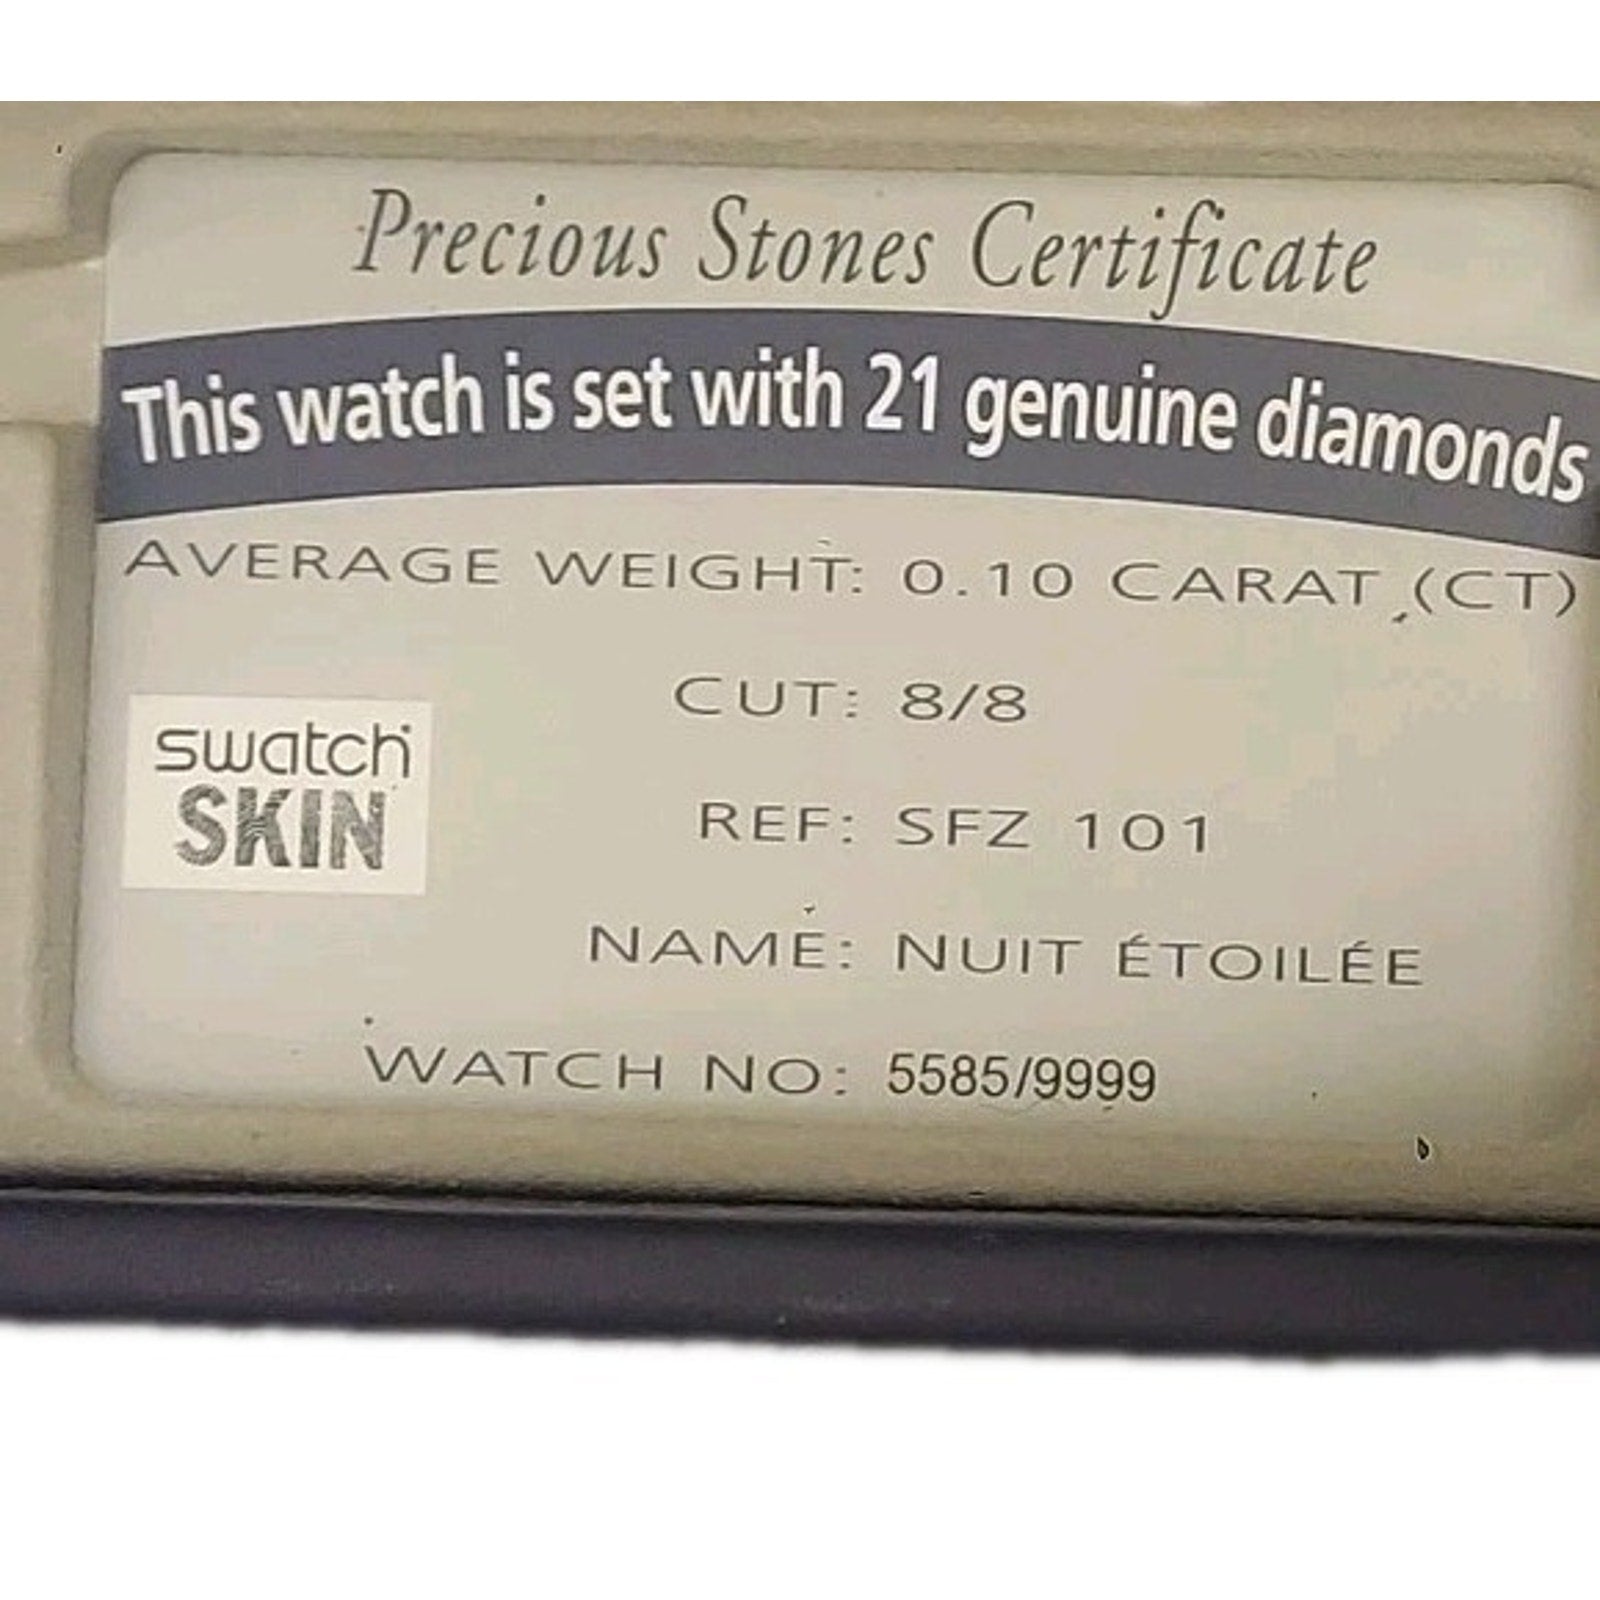 Precious Stones Certificate
This watch is set with 21 genuine diamonds
AVERAGE WEIGHT: 0.10 CARAT (CT)
CUT: 8/8
swatch
SKIN
REF: SFZ 101
NAME: NUIT ÉTOILÉE
WATCH NO: 5585/9999